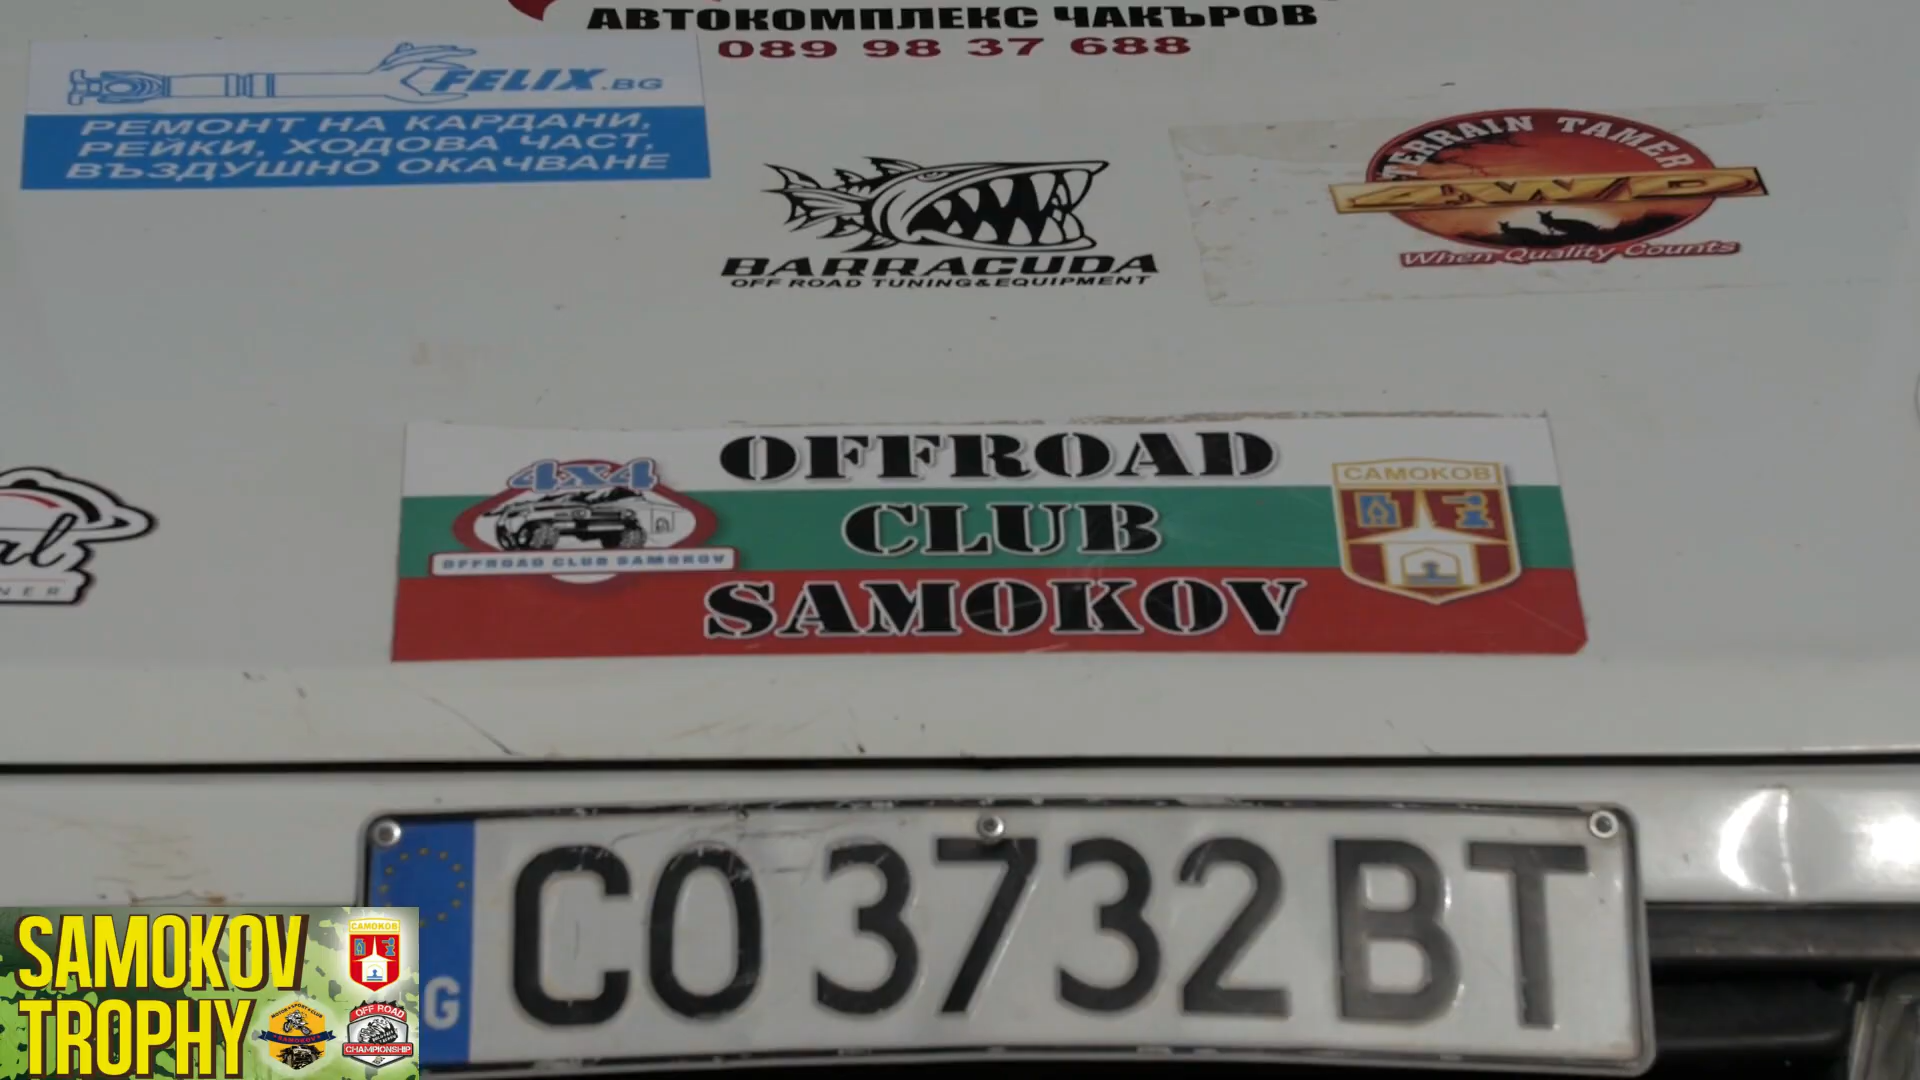 АВТОКОМПЛЕКС ЧАКЪРОВ
089 98 37 688
FELIX.BG
РЕМОНТ НА КАРДАНИ,
РЕЙКИ, ХОДОВА ЧАСТ,
ВЪЗДУШНО ОКАЧВАНЕ
BARRACUDA
OFF ROAD TUNING&EQUIPMENT
TERRAIN TAMER
4WD
When Quality Counts
4x4
OFFROAD CLUB SAMOKOV
OFFROAD
CLUB
SAMOKOV
САМОКОВ
G
CO 3732 BT
SAMOKOV
TROPHY
САМОКОВ
SAMOKOV
OFF ROAD
CHAMPIONSHIP